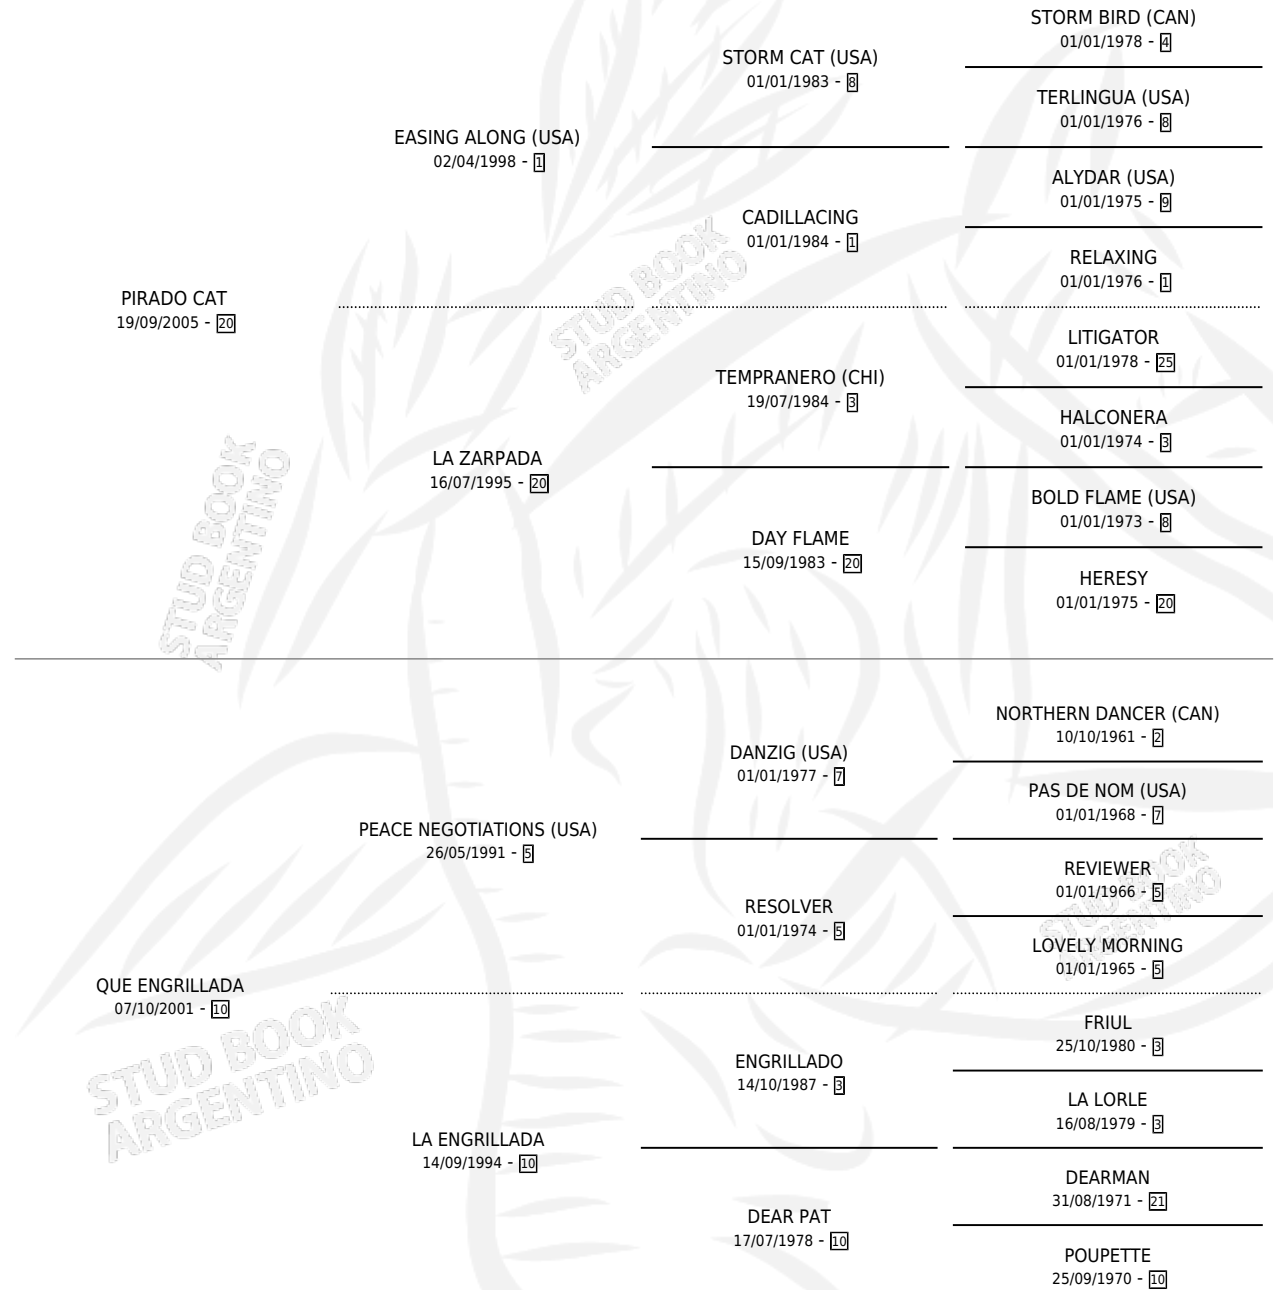 STORM BIRD (CAN)
01/01/1978 - 4
STORM CAT (USA)
01/01/1983 - 8
TERLINGUA (USA)
01/01/1976 - 8
EASING ALONG (USA)
02/04/1998 - 1
ALYDAR (USA)
01/01/1975 - 9
CADILLACING
01/01/1984 - 1
RELAXING
01/01/1976 - 1
PIRADO CAT
19/09/2005 - 20
LITIGATOR
01/01/1978 - 25
TEMPRANERO (CHI)
19/07/1984 - 3
HALCONERA
01/01/1974 - 3
LA ZARPADA
16/07/1995 - 20
BOLD FLAME (USA)
01/01/1973 - 8
DAY FLAME
15/09/1983 - 20
HERESY
01/01/1975 - 20
NORTHERN DANCER (CAN)
10/10/1961 - 2
DANZIG (USA)
01/01/1977 - 7
PAS DE NOM (USA)
01/01/1968 - 7
PEACE NEGOTIATIONS (USA)
26/05/1991 - 5
REVIEWER
01/01/1966 - 5
RESOLVER
01/01/1974 - 5
LOVELY MORNING
01/01/1965 - 5
QUE ENGRILLADA
07/10/2001 - 10
FRIUL
25/10/1980 - 3
ENGRILLADO
14/10/1987 - 3
LA LORLE
16/08/1979 - 3
LA ENGRILLADA
14/09/1994 - 10
DEARMAN
31/08/1971 - 21
DEAR PAT
17/07/1978 - 10
POUPETTE
25/09/1970 - 10
STUD BOOK
ARGENTINO
STUD BOOK
ARGENTINO
STUD BOOK
ARGENTINO
STUD BOOK
ARGENTINO